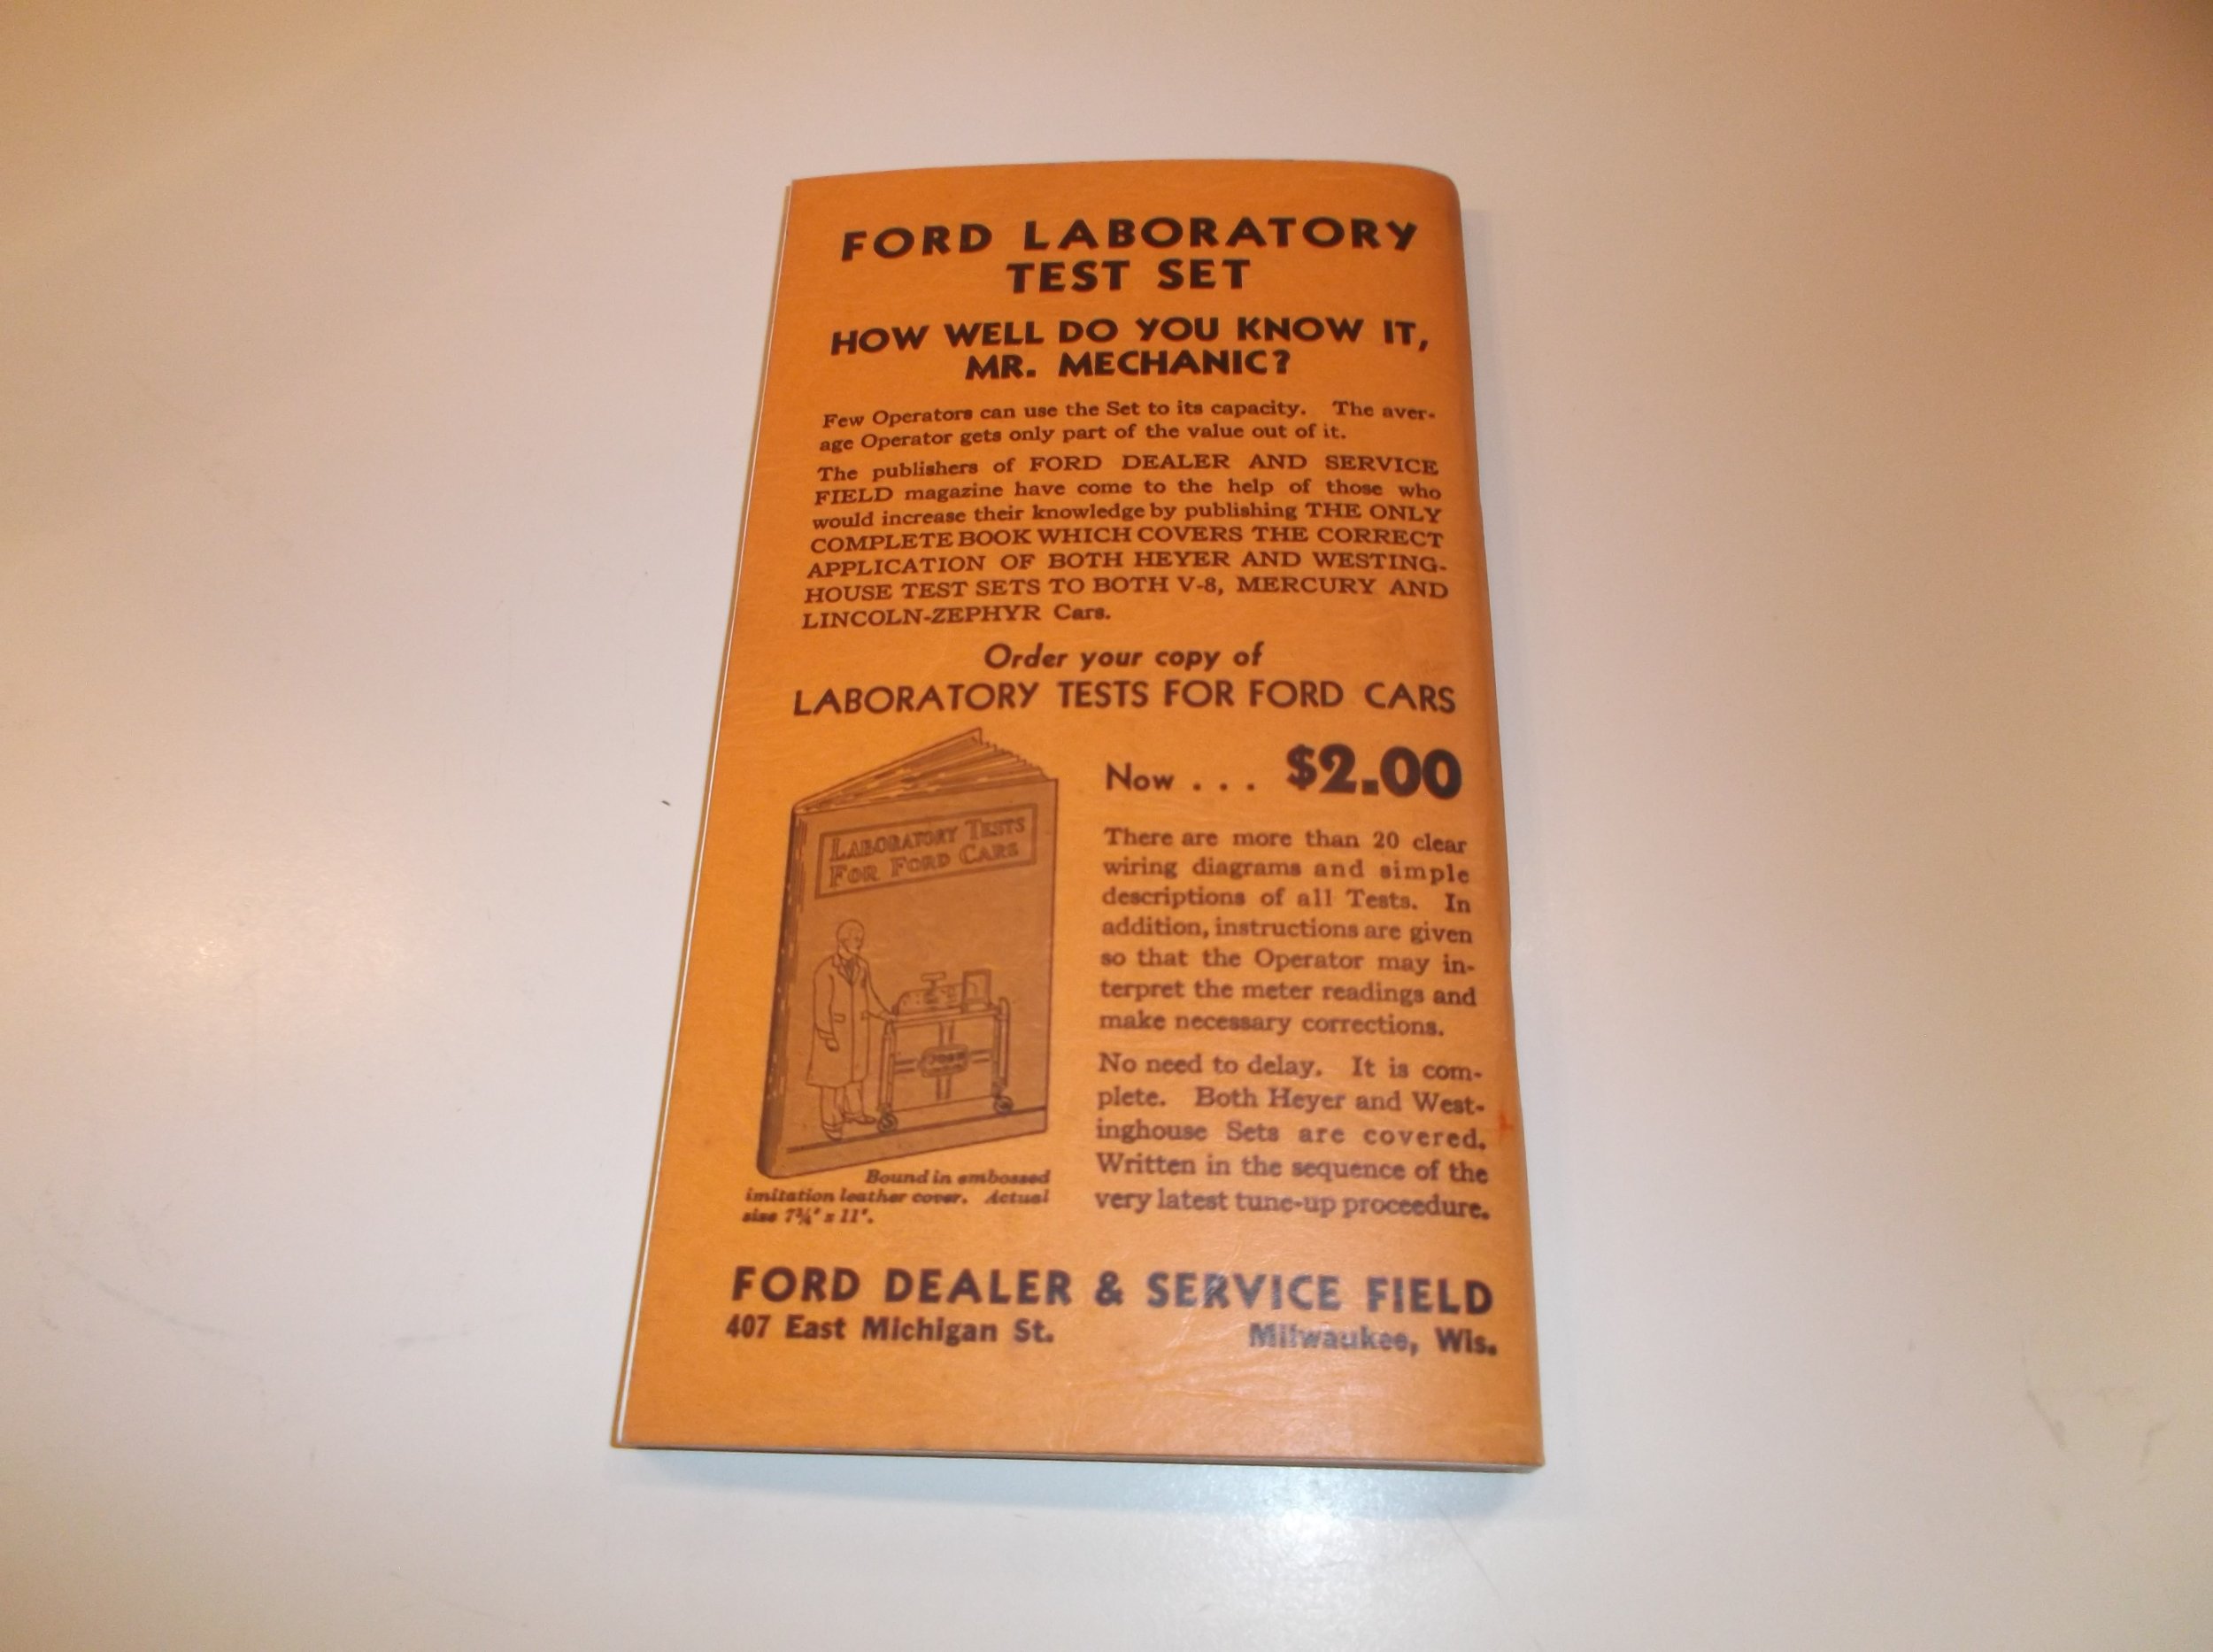 FORD LABORATORY
TEST SET
HOW WELL DO YOU KNOW IT,
MR. MECHANIC?
Few Operators can use the Set to its capacity. The aver-
age Operator gets only part of the value out of it.
The publishers of FORD DEALER AND SERVICE
FIELD magazine have come to the help of those who
would increase their knowledge by publishing THE ONLY
COMPLETE BOOK WHICH COVERS THE CORRECT
APPLICATION OF BOTH HEYER AND WESTING-
HOUSE TEST SETS TO BOTH V-8, MERCURY AND
LINCOLN-ZEPHYR Cars.
Order your copy of
LABORATORY TESTS FOR FORD CARS
LABORATORY TESTS
FOR FORD CARS
Bound in embossed
imitation leather cover. Actual
size 7¾" x 11".
Now . . . $2.00
There are more than 20 clear
wiring diagrams and simple
descriptions of all Tests. In
addition, instructions are given
so that the Operator may in-
terpret the meter readings and
make necessary corrections.
No need to delay. It is com-
plete. Both Heyer and West-
inghouse Sets are covered.
Written in the sequence of the
very latest tune-up proceedure.
FORD DEALER & SERVICE FIELD
407 East Michigan St. Milwaukee, Wis.